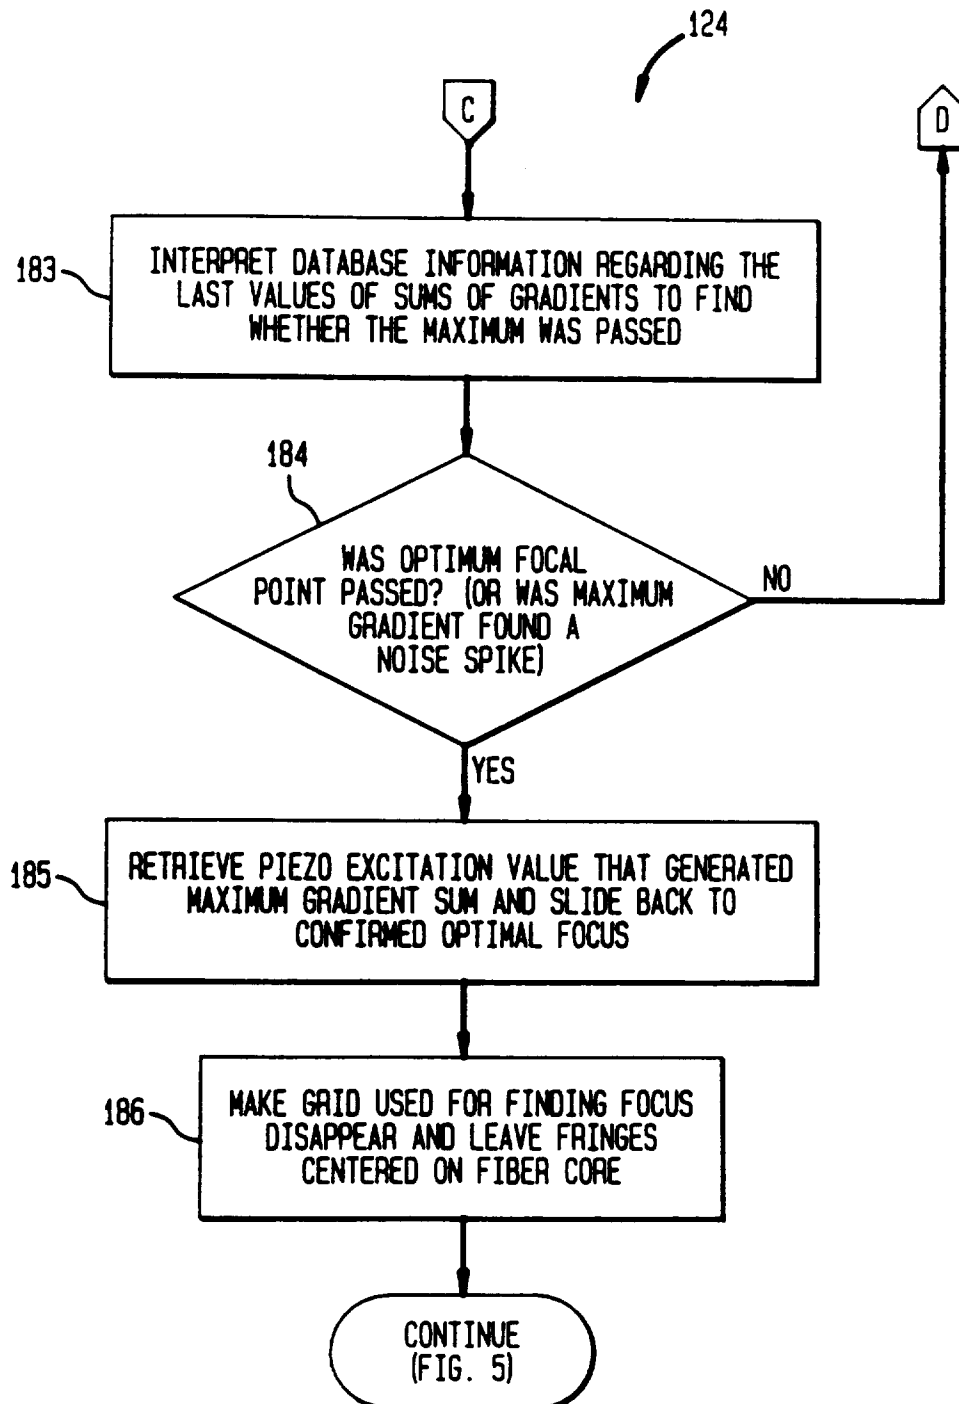 124
C
D
183
INTERPRET DATABASE INFORMATION REGARDING THE
LAST VALUES OF SUMS OF GRADIENTS TO FIND
WHETHER THE MAXIMUM WAS PASSED
184
WAS OPTIMUM FOCAL
POINT PASSED? (OR WAS MAXIMUM
GRADIENT FOUND A
NOISE SPIKE)
NO
YES
185
RETRIEVE PIEZO EXCITATION VALUE THAT GENERATED
MAXIMUM GRADIENT SUM AND SLIDE BACK TO
CONFIRMED OPTIMAL FOCUS
186
MAKE GRID USED FOR FINDING FOCUS
DISAPPEAR AND LEAVE FRINGES
CENTERED ON FIBER CORE
CONTINUE
(FIG. 5)